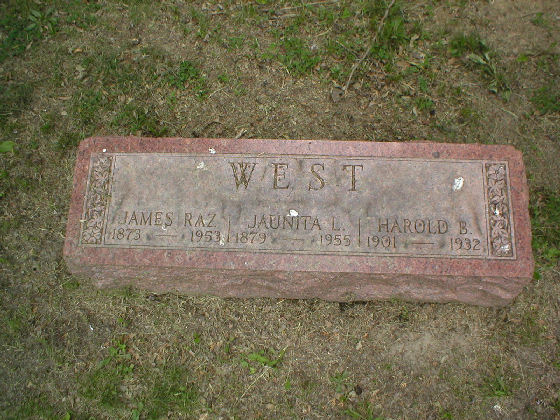 WEST
JAMES RAZ JAUNITA L. HAROLD B.
1873 — 1953 1879 — 1955 1901 — 1932